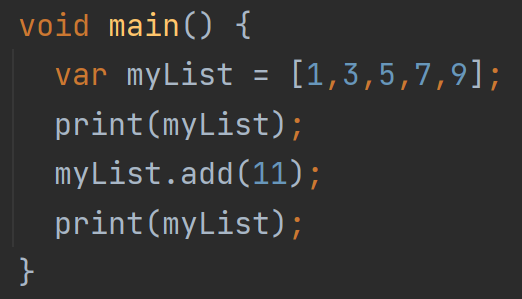 void main() {
  var myList = [1,3,5,7,9];
  print(myList);
  myList.add(11);
  print(myList);
}